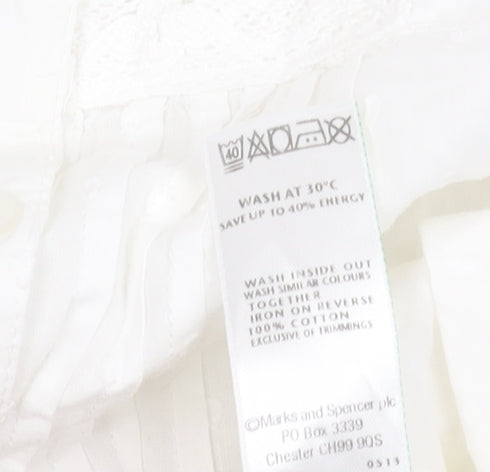 40
WASH AT 30°C
SAVE UP TO 40% ENERGY
WASH INSIDE OUT
WASH SIMILAR COLOURS
TOGETHER
IRON ON REVERSE
100% COTTON
EXCLUSIVE OF TRIMMINGS
©Marks and Spencer plc
PO Box 3339
Chester CH99 9QS
0513